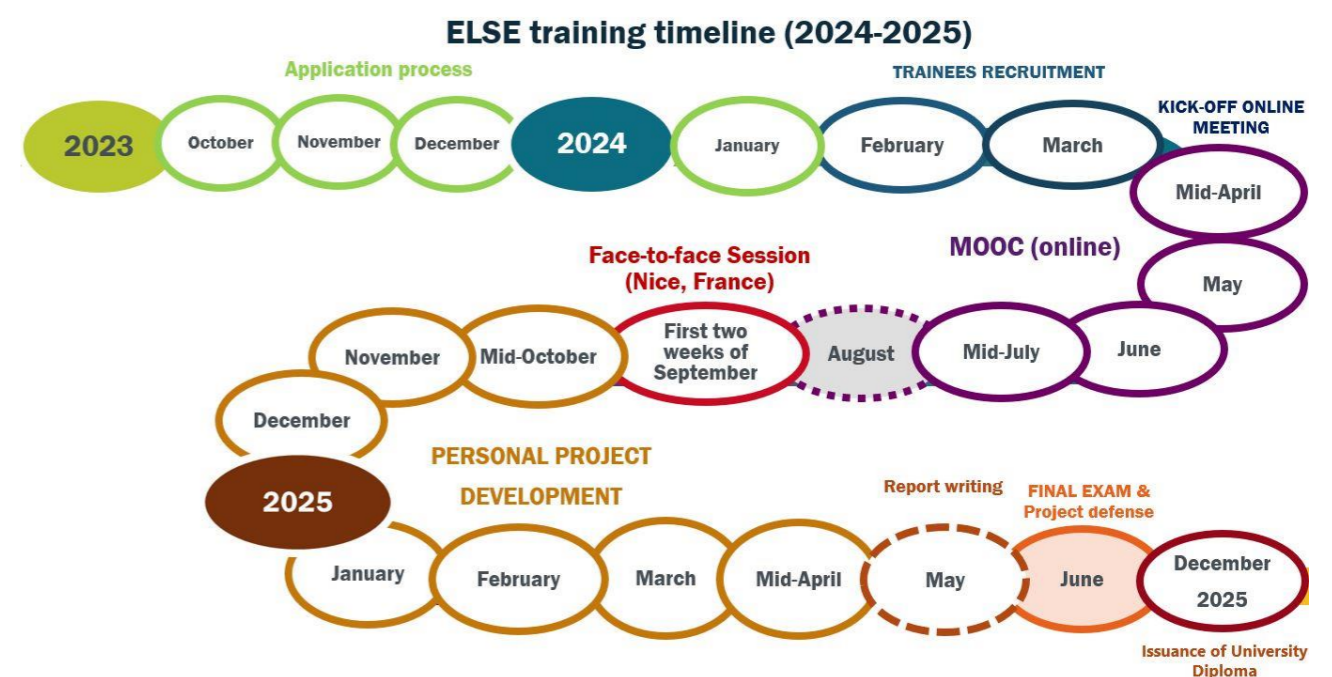 ELSE training timeline (2024-2025)
Application process
TRAINEES RECRUITMENT
KICK-OFF ONLINE
MEETING
2023
October
November
December
2024
January
February
March
Mid-April
MOOC (online)
May
June
Mid-July
August
Face-to-face Session
(Nice, France)
First two
weeks of
September
Mid-October
November
December
PERSONAL PROJECT
DEVELOPMENT
2025
January
February
March
Mid-April
Report writing
May
FINAL EXAM &
Project defense
June
December
2025
Issuance of University
Diploma